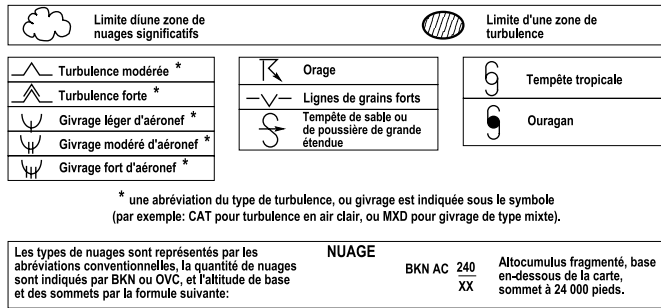 Limite díune zone de
nuages significatifs
Limite d'une zone de
turbulence
Turbulence modérée *
Turbulence forte *
Givrage léger d'aéronef *
Givrage modéré d'aéronef *
Givrage fort d'aéronef *
Orage
Lignes de grains forts
Tempête de sable ou
de poussière de grande
étendue
Tempête tropicale
Ouragan
* une abréviation du type de turbulence, ou givrage est indiquée sous le symbole
(par exemple: CAT pour turbulence en air clair, ou MXD pour givrage de type mixte).
NUAGE
Les types de nuages sont représentés par les
abréviations conventionnelles, la quantité de nuages
sont indiqués par BKN ou OVC, et l'altitude de base
et des sommets par la formule suivante:
BKN AC 240
XX
Altocumulus fragmenté, base
en-dessous de la carte,
sommet à 24 000 pieds.